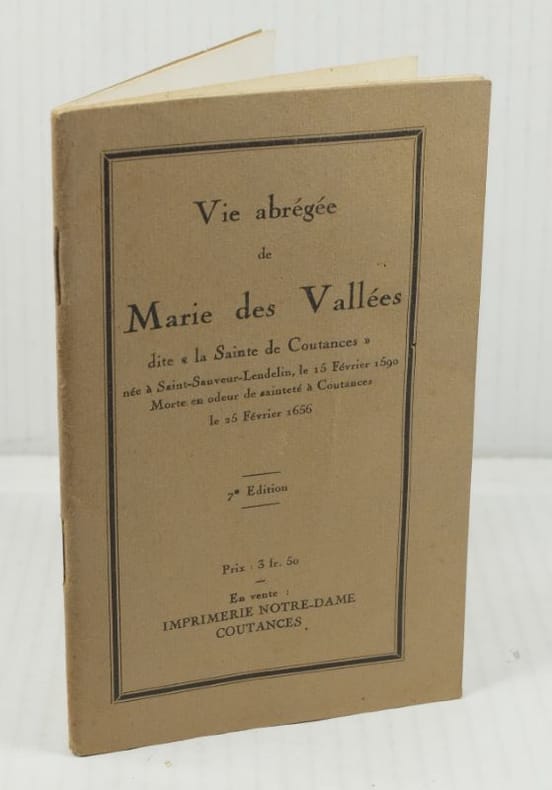 Vie abrégée
de
Marie des Vallées
dite « la Sainte de Coutances »
née à Saint-Sauveur-Lendelin, le 15 Février 1590
Morte en odeur de sainteté à Coutances
le 25 Février 1656
7e Edition
Prix : 3 fr. 50
En vente :
IMPRIMERIE NOTRE-DAME
COUTANCES